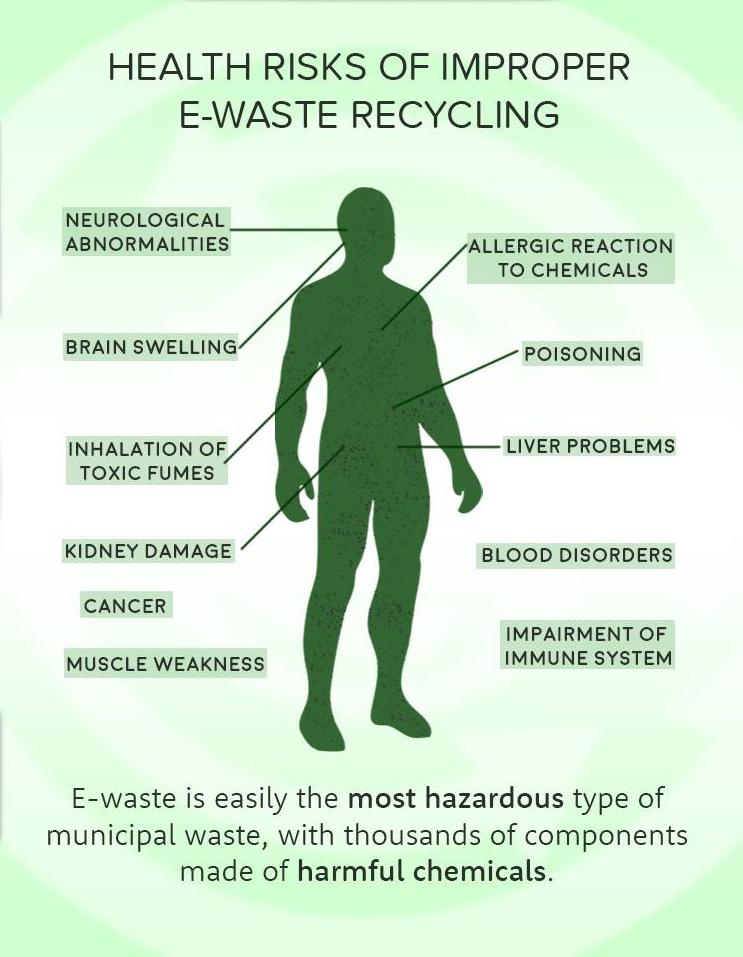 HEALTH RISKS OF IMPROPER
E-WASTE RECYCLING
NEUROLOGICAL
ABNORMALITIES
BRAIN SWELLING
INHALATION OF
TOXIC FUMES
KIDNEY DAMAGE
CANCER
MUSCLE WEAKNESS
ALLERGIC REACTION
TO CHEMICALS
POISONING
LIVER PROBLEMS
BLOOD DISORDERS
IMPAIRMENT OF
IMMUNE SYSTEM
E-waste is easily the most hazardous type of
municipal waste, with thousands of components
made of harmful chemicals.